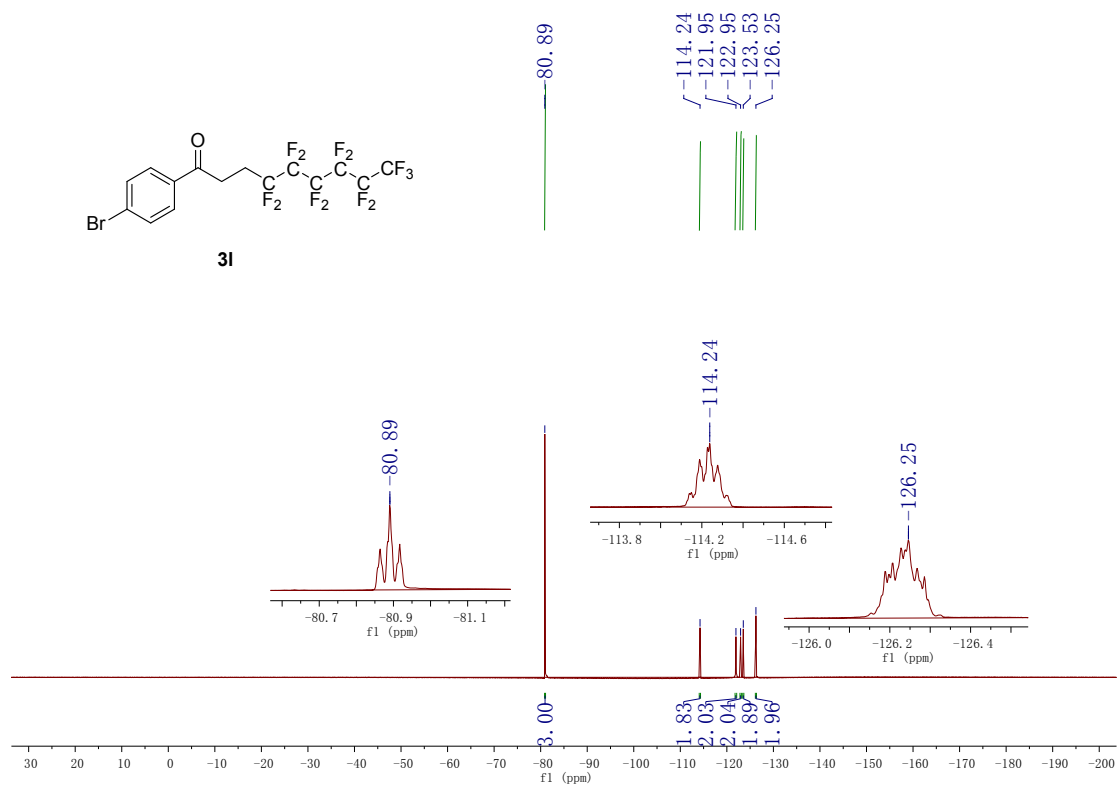 -80.89
-114.24
-121.95
-122.95
-123.53
-126.25
O
F2 F2
C C C C C CF3
F2 F2 F2
Br
3l
-80.89
-80.7 -80.9 -81.1
f1 (ppm)
-114.24
-113.8 -114.2 -114.6
f1 (ppm)
-126.25
-126.0 -126.2 -126.4
f1 (ppm)
3.00
1.83
2.03
2.04
1.89
1.96
30 20 10 0 -10 -20 -30 -40 -50 -60 -70 -80 -90 -100 -110 -120 -130 -140 -150 -160 -170 -180 -190 -200
f1 (ppm)